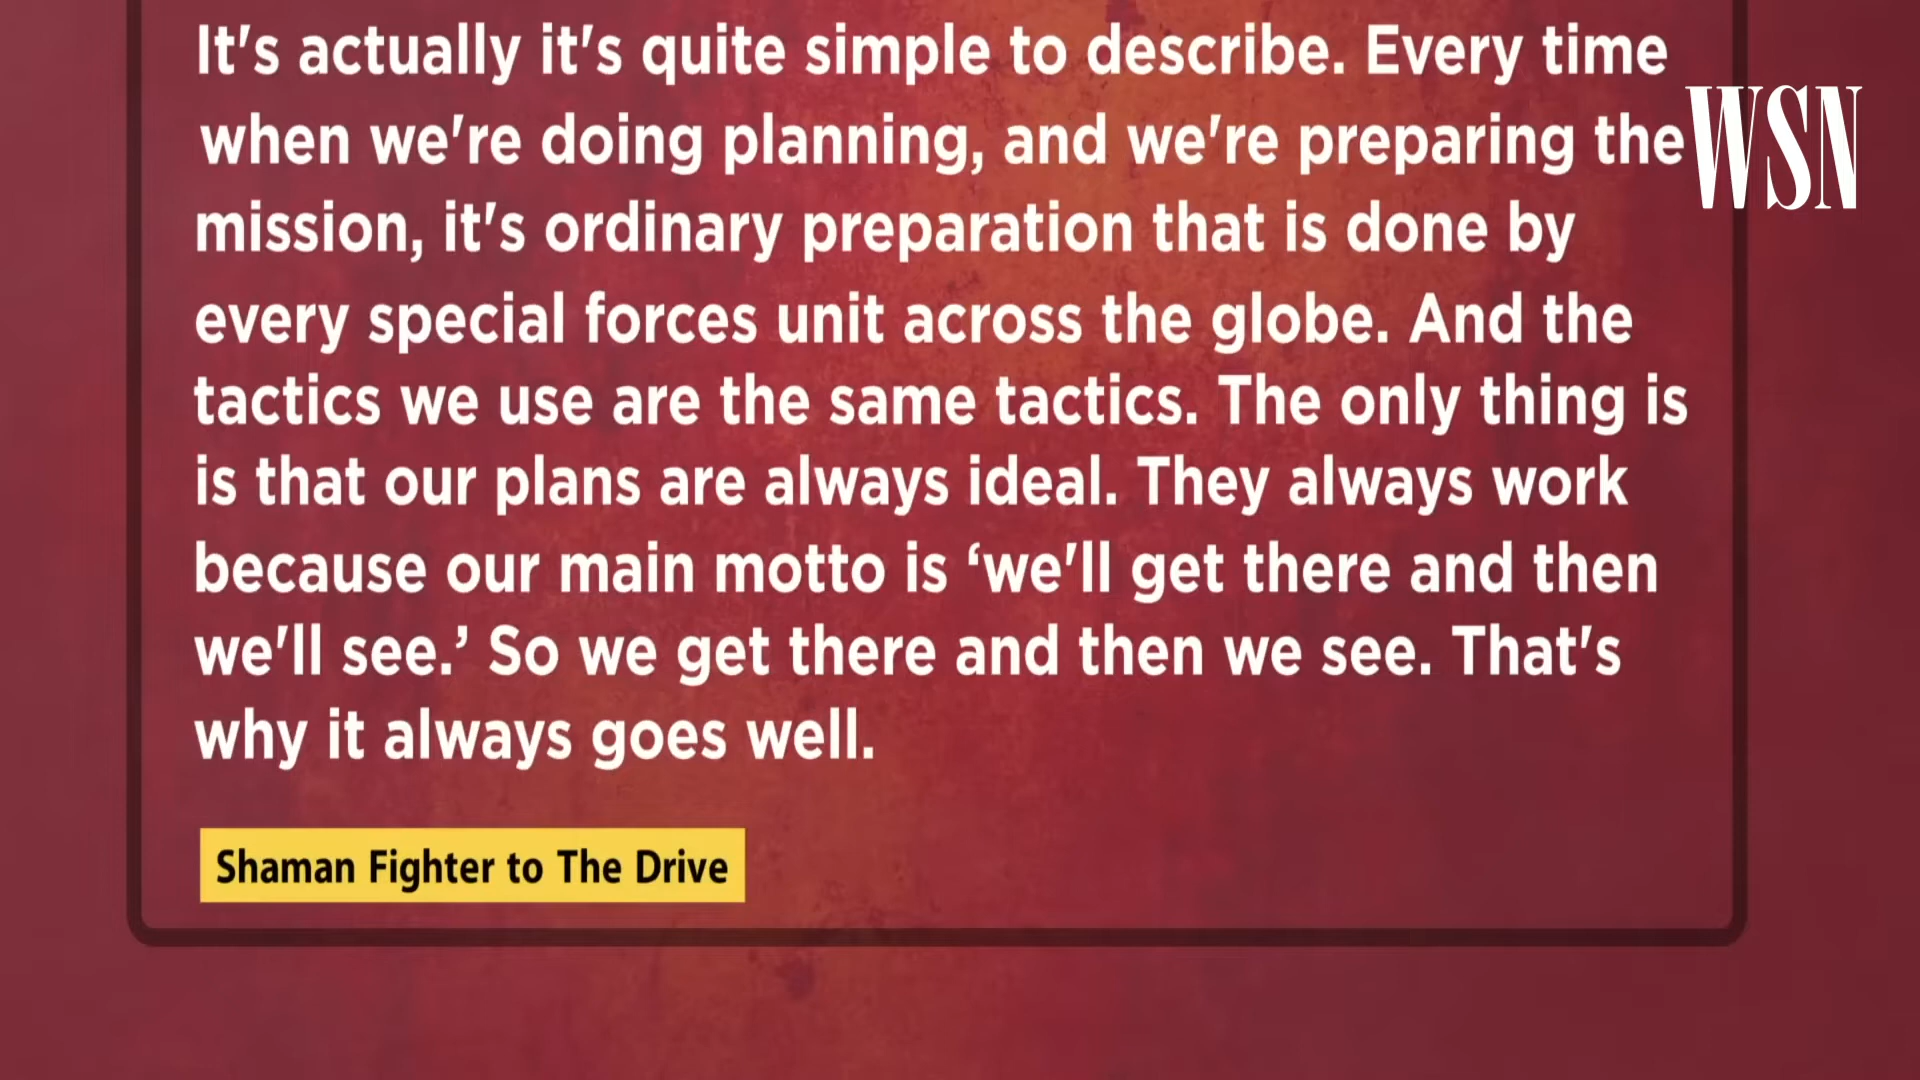 It's actually it's quite simple to describe. Every time
when we're doing planning, and we're preparing the
WSN
mission, it's ordinary preparation that is done by
every special forces unit across the globe. And the
tactics we use are the same tactics. The only thing is
is that our plans are always ideal. They always work
because our main motto is ‘we'll get there and then
we'll see.’ So we get there and then we see. That's
why it always goes well.
Shaman Fighter to The Drive